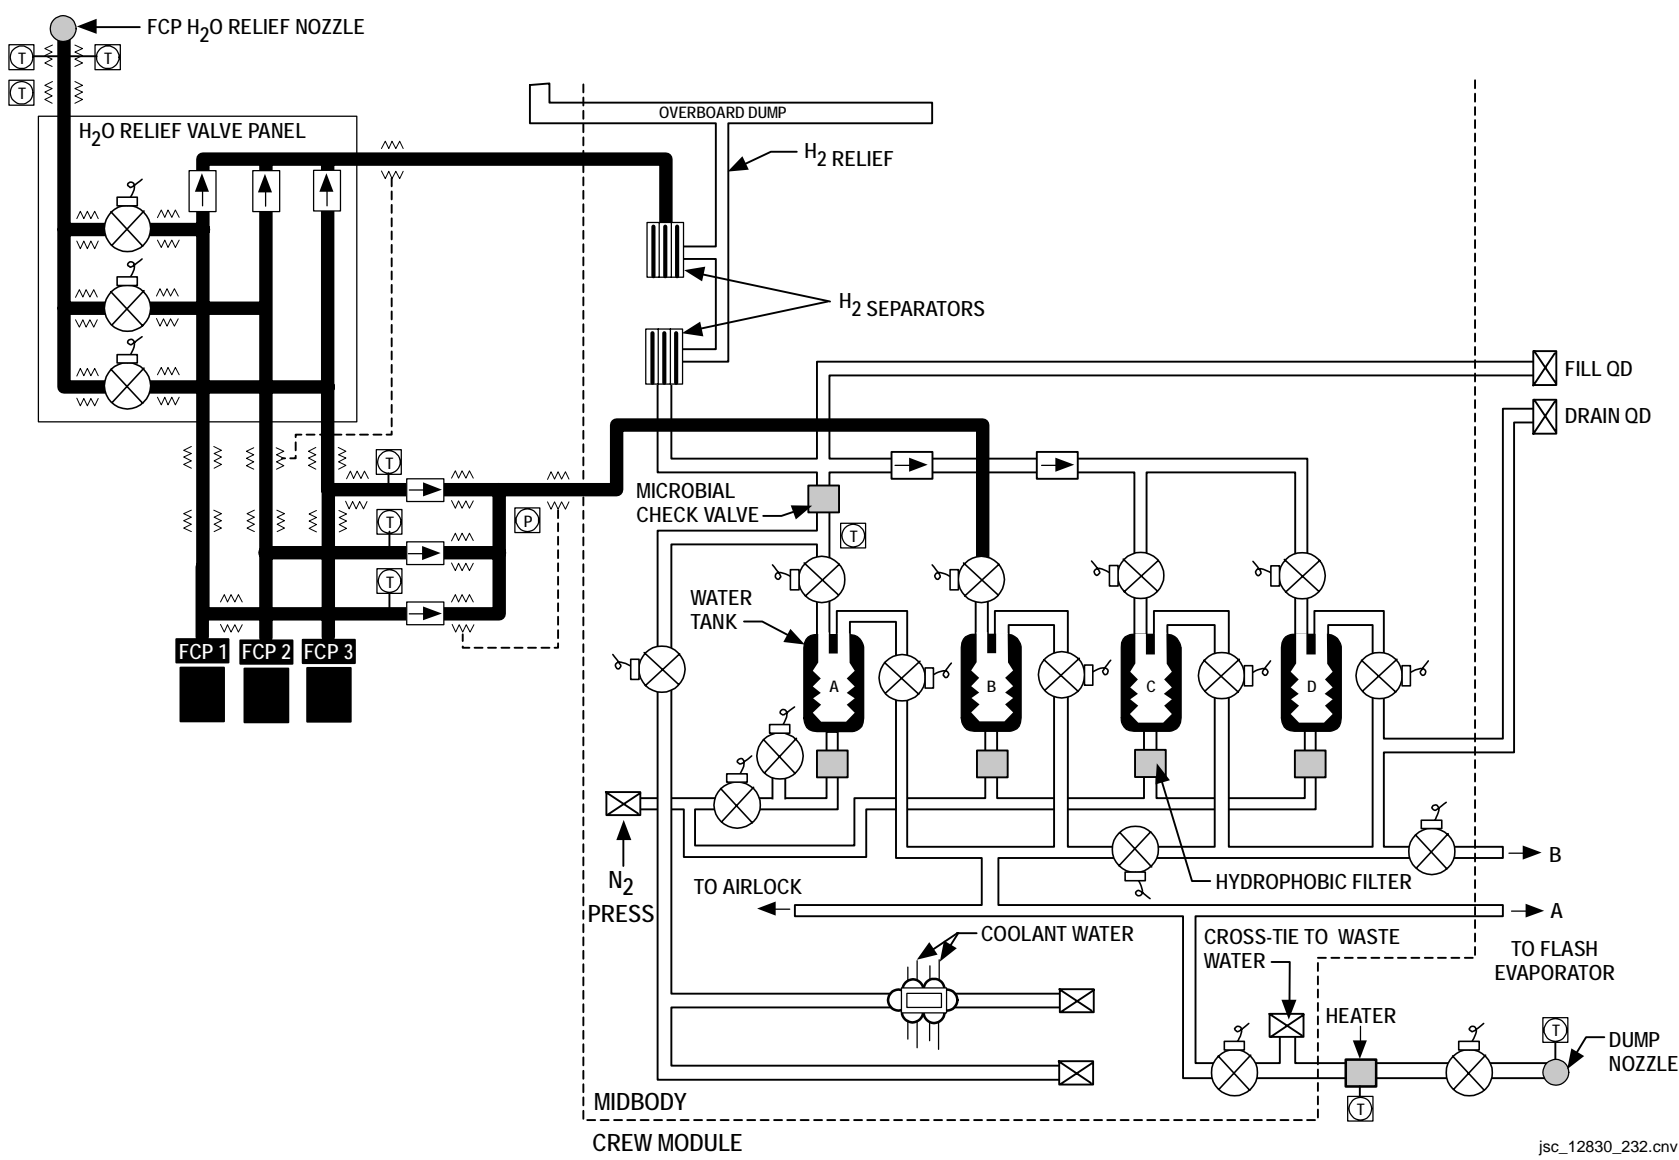 FCP H2O RELIEF NOZZLE
T
T
T
OVERBOARD DUMP
H2O RELIEF VALVE PANEL
H2 RELIEF
H2 SEPARATORS
FILL QD
DRAIN QD
T
MICROBIAL
CHECK VALVE
T
P
T
T
WATER
TANK
FCP 1
FCP 2
FCP 3
A
B
C
D
N2
PRESS
TO AIRLOCK
HYDROPHOBIC FILTER
B
A
COOLANT WATER
CROSS-TIE TO WASTE
WATER
TO FLASH
EVAPORATOR
HEATER
T
DUMP
NOZZLE
T
MIDBODY
CREW MODULE
jsc_12830_232.cnv